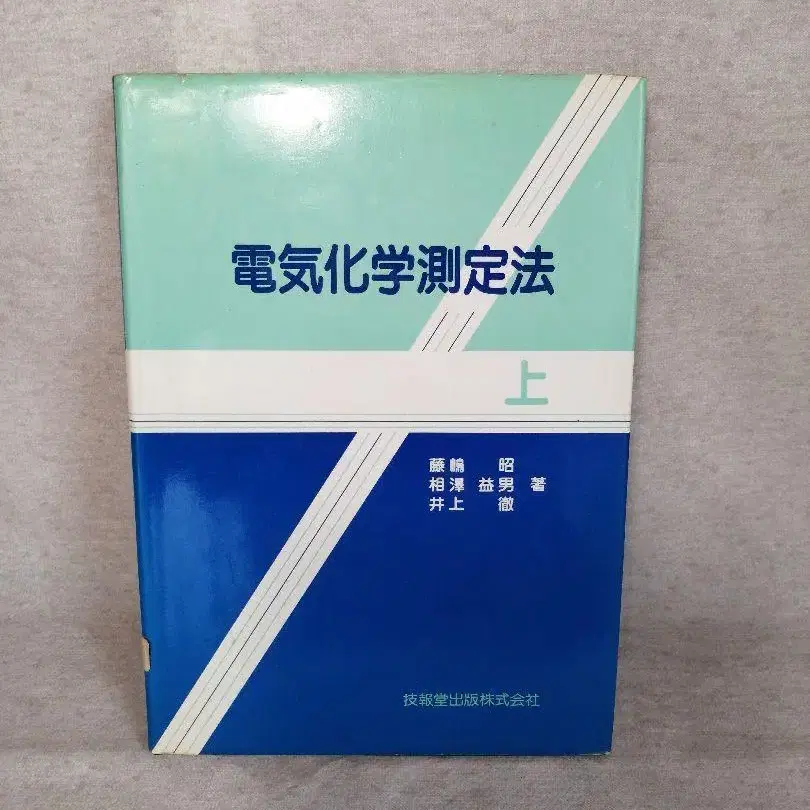 電気化学測定法
上
藤嶋 昭
相澤 益男 著
井上 徹
技報堂出版株式会社